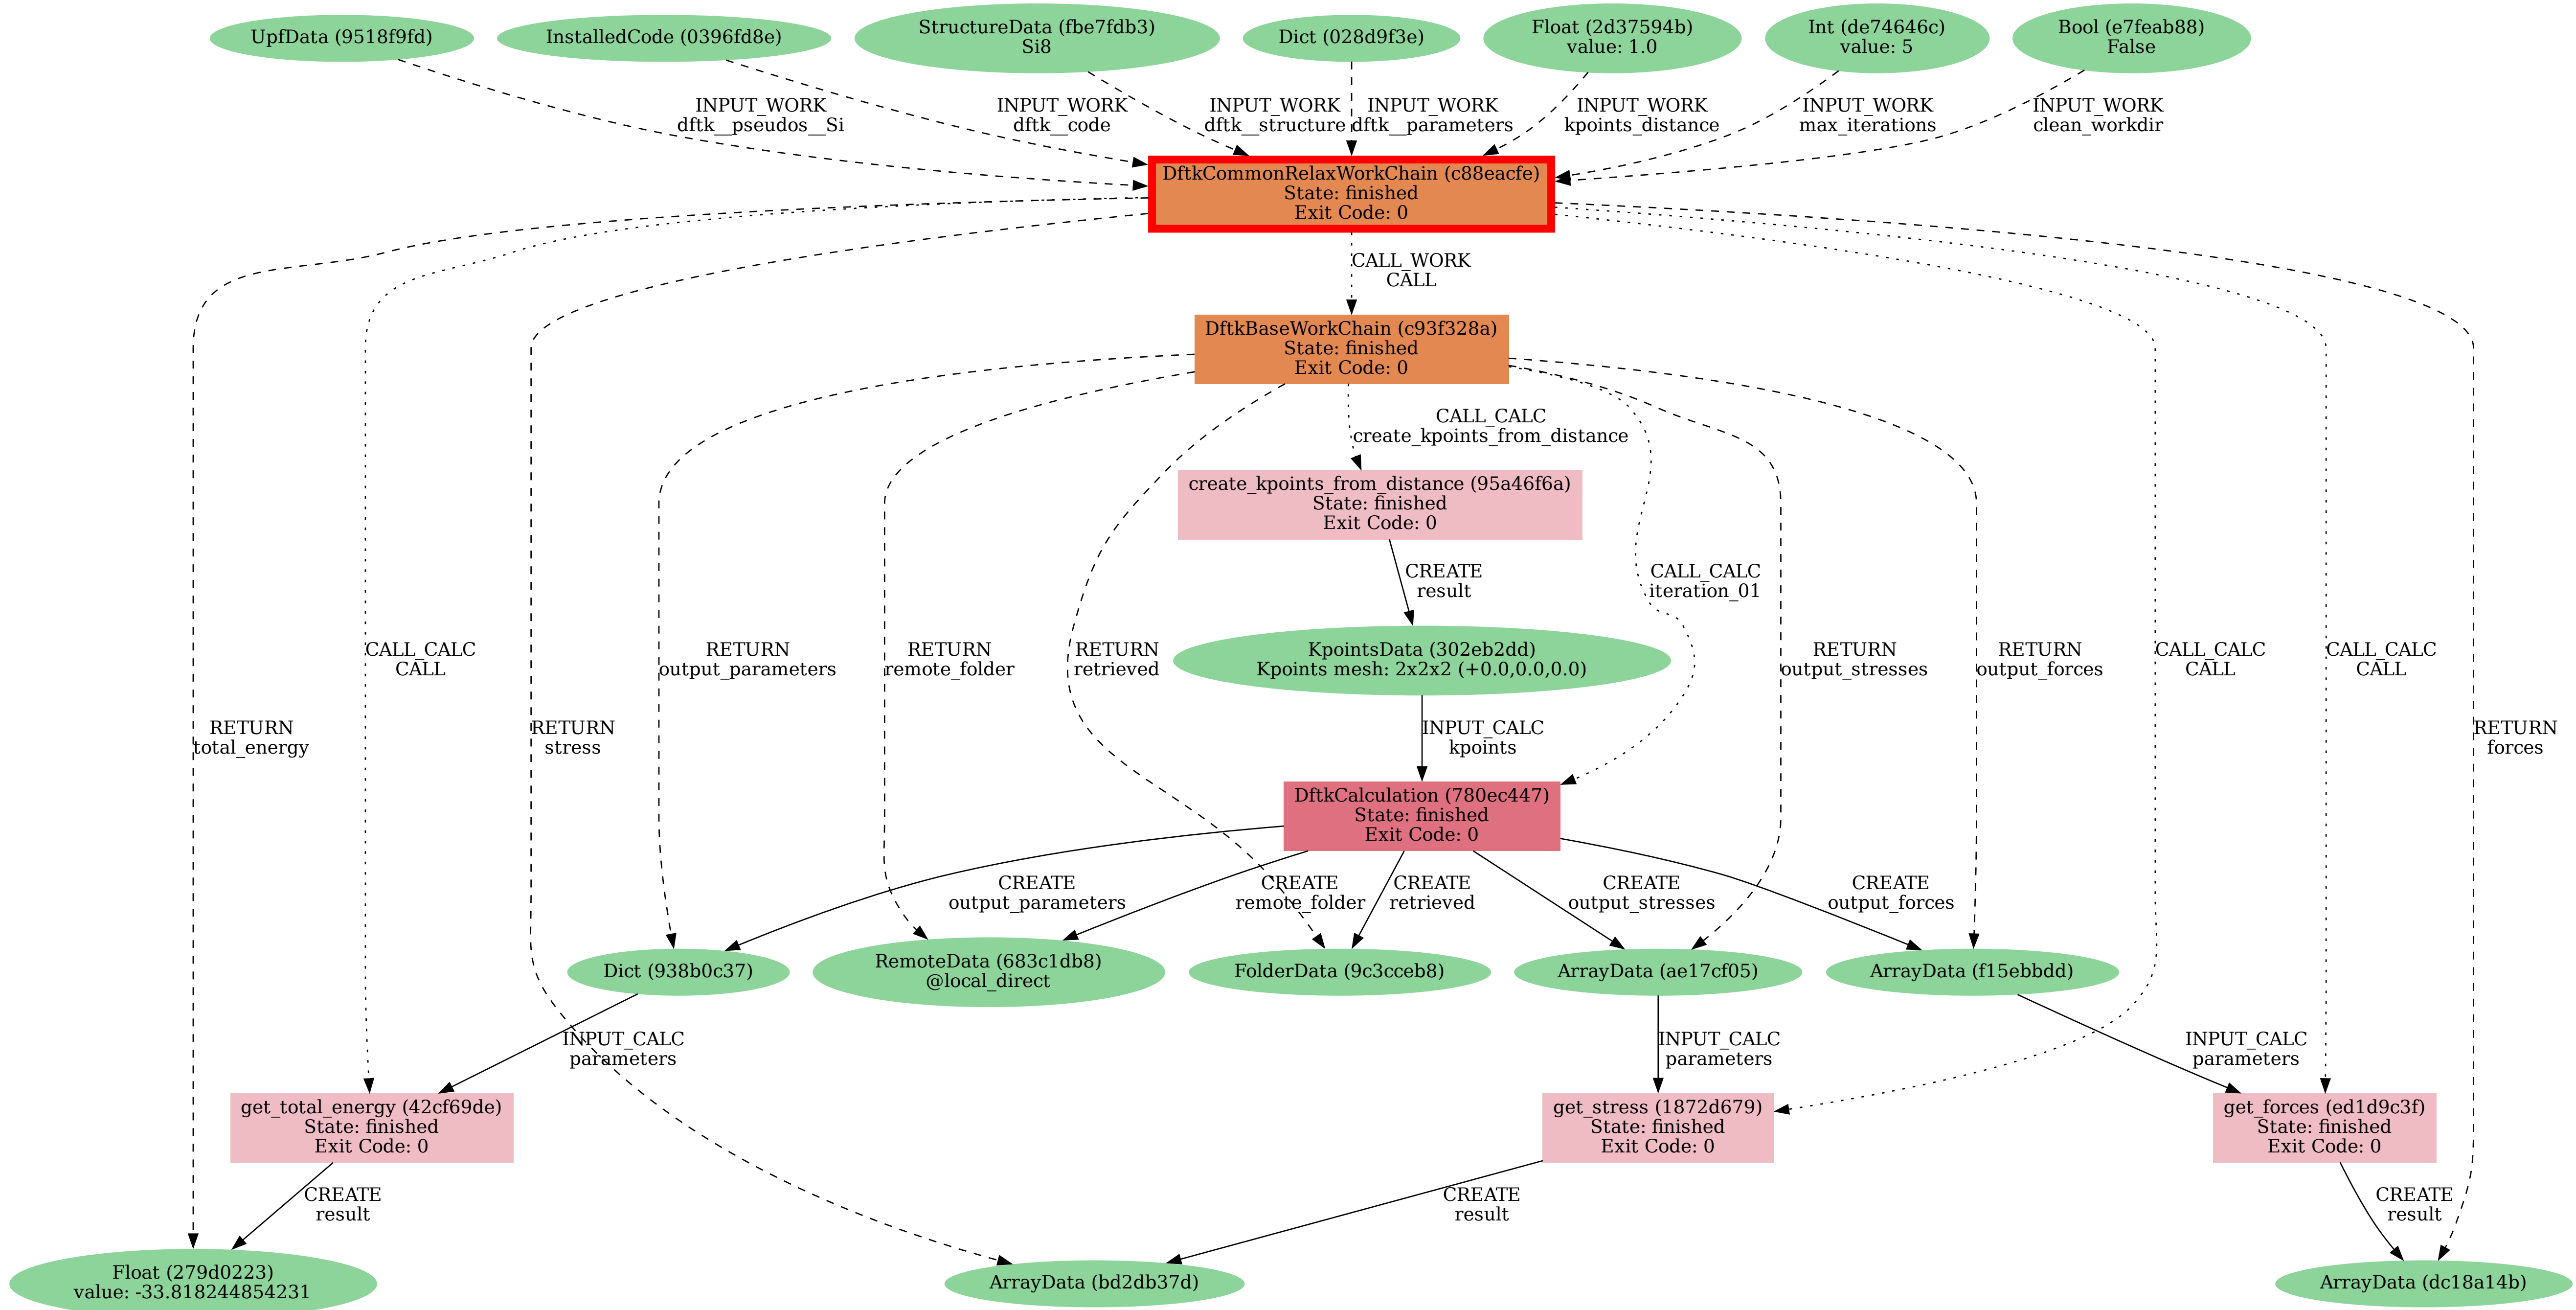 UpfData (9518f9fd)
InstalledCode (0396fd8e)
StructureData (fbe7fdb3)
Si8
Dict (028d9f3e)
Float (2d37594b)
value: 1.0
Int (de74646c)
value: 5
Bool (e7feab88)
False
INPUT_WORK
dftk__pseudos__Si
INPUT_WORK
dftk__code
INPUT_WORK
dftk__structure
INPUT_WORK
dftk__parameters
INPUT_WORK
kpoints_distance
INPUT_WORK
max_iterations
INPUT_WORK
clean_workdir
DftkCommonRelaxWorkChain (c88eacfe)
State: finished
Exit Code: 0
CALL_WORK
CALL
DftkBaseWorkChain (c93f328a)
State: finished
Exit Code: 0
CALL_CALC
create_kpoints_from_distance
create_kpoints_from_distance (95a46f6a)
State: finished
Exit Code: 0
CREATE
result
CALL_CALC
iteration_01
CALL_CALC
CALL
RETURN
output_parameters
RETURN
remote_folder
RETURN
retrieved
KpointsData (302eb2dd)
Kpoints mesh: 2x2x2 (+0.0,0.0,0.0)
RETURN
output_stresses
RETURN
output_forces
CALL_CALC
CALL
CALL_CALC
CALL
RETURN
total_energy
RETURN
stress
INPUT_CALC
kpoints
RETURN
forces
DftkCalculation (780ec447)
State: finished
Exit Code: 0
CREATE
output_parameters
CREATE
remote_folder
CREATE
retrieved
CREATE
output_stresses
CREATE
output_forces
Dict (938b0c37)
RemoteData (683c1db8)
@local_direct
FolderData (9c3cceb8)
ArrayData (ae17cf05)
ArrayData (f15ebbdd)
INPUT_CALC
parameters
INPUT_CALC
parameters
INPUT_CALC
parameters
get_total_energy (42cf69de)
State: finished
Exit Code: 0
get_stress (1872d679)
State: finished
Exit Code: 0
get_forces (ed1d9c3f)
State: finished
Exit Code: 0
CREATE
result
CREATE
result
CREATE
result
Float (279d0223)
value: -33.818244854231
ArrayData (bd2db37d)
ArrayData (dc18a14b)